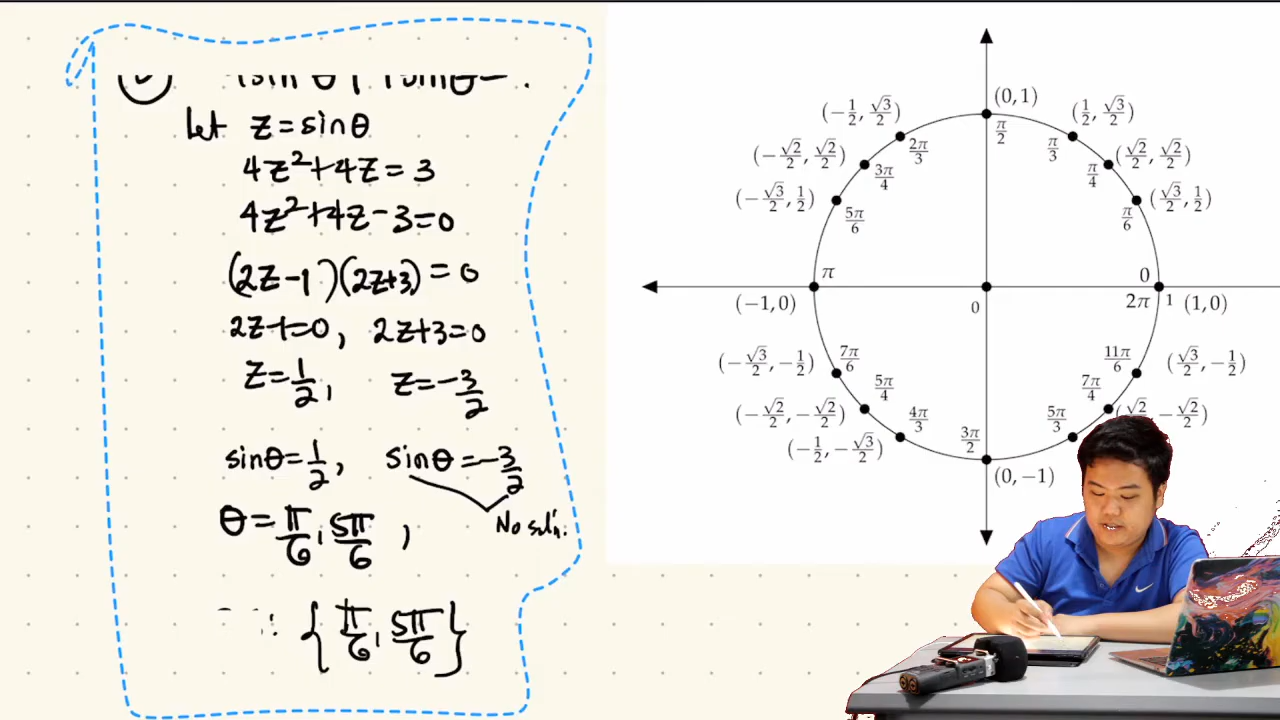 let z=sinθ
4z²+4z=3
4z²+4z-3=0
(2z-1)(2z+3)=0
2z-1=0, 2z+3=0
z=1/2, z=-3/2
sinθ=1/2, sinθ=-3/2
No sol'n.
θ=π/6, 5π/6,
: {π/6, 5π/6}
(0, 1)
(-1/2, √3/2) (1/2, √3/2)
2π/3 π/2 π/3
(-√2/2, √2/2) (√2/2, √2/2)
3π/4 π/4
(-√3/2, 1/2) (√3/2, 1/2)
5π/6 π/6
π 0
(-1, 0) 0 2π 1 (1, 0)
(-√3/2, -1/2) 7π/6 11π/6 (√3/2, -1/2)
5π/4 7π/4
(-√2/2, -√2/2) (√2/2, -√2/2)
4π/3 3π/2 5π/3
(-1/2, -√3/2)
(0, -1)